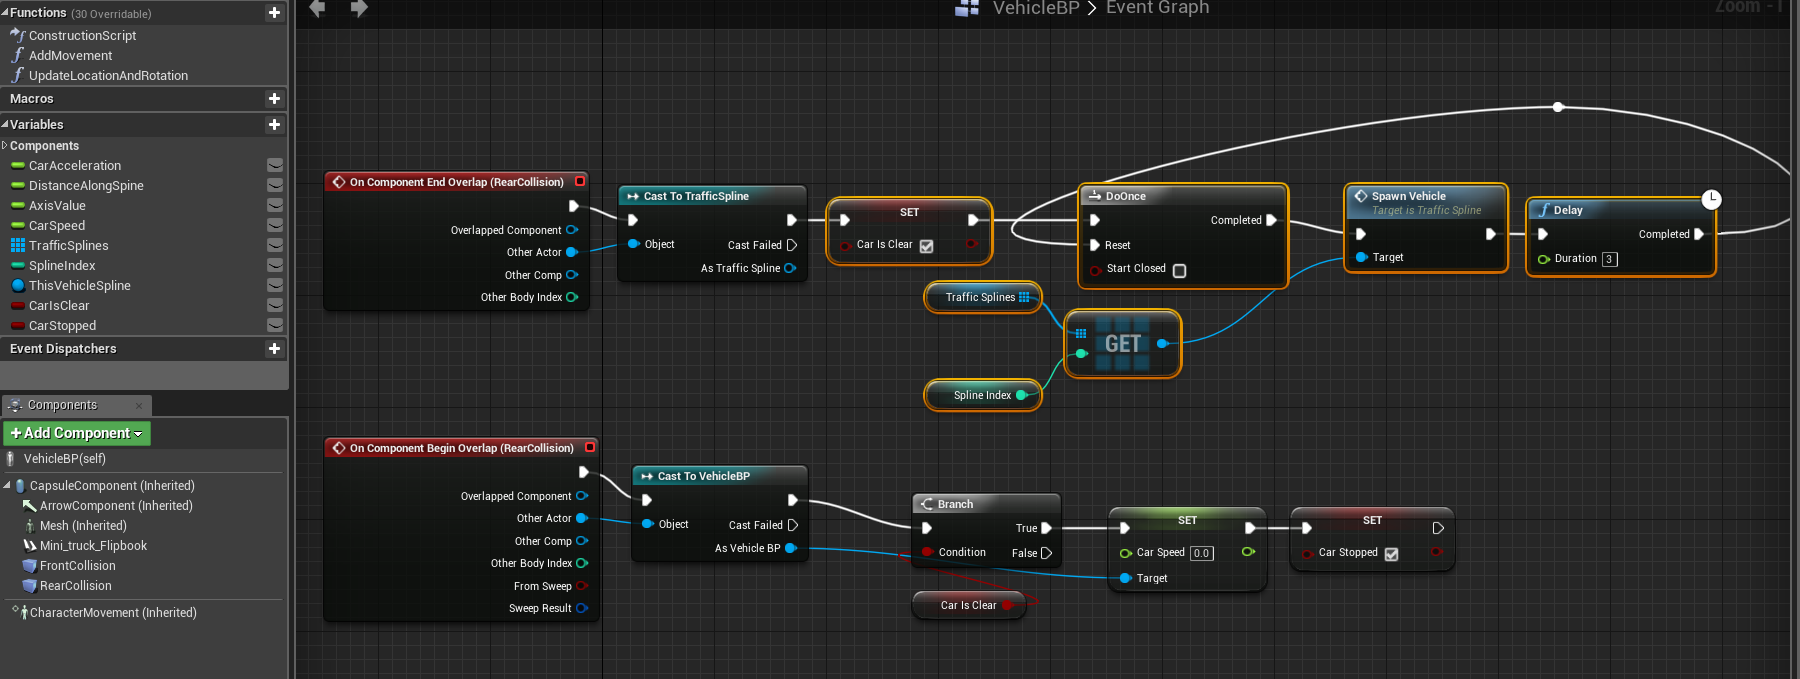 Functions (30 Overridable)
ConstructionScript
AddMovement
UpdateLocationAndRotation
Macros
Variables
Components
CarAcceleration
DistanceAlongSpine
AxisValue
CarSpeed
TrafficSplines
SplineIndex
ThisVehicleSpline
CarIsClear
CarStopped
Event Dispatchers
Components
Add Component
VehicleBP(self)
CapsuleComponent (Inherited)
ArrowComponent (Inherited)
Mesh (Inherited)
Mini_truck_Flipbook
FrontCollision
RearCollision
CharacterMovement (Inherited)
VehicleBP > Event Graph
Zoom -1
On Component End Overlap (RearCollision)
Overlapped Component
Other Actor
Other Comp
Other Body Index
Cast To TrafficSpline
Object
Cast Failed
As Traffic Spline
SET
Car Is Clear
DoOnce
Completed
Reset
Start Closed
Spawn Vehicle
Target is Traffic Spline
Target
Delay
Completed
Duration 3
Traffic Splines
GET
Spline Index
On Component Begin Overlap (RearCollision)
Overlapped Component
Other Actor
Other Comp
Other Body Index
From Sweep
Sweep Result
Cast To VehicleBP
Object
Cast Failed
As Vehicle BP
Branch
True
Condition
False
Car Is Clear
SET
Car Speed 0.0
Target
SET
Car Stopped